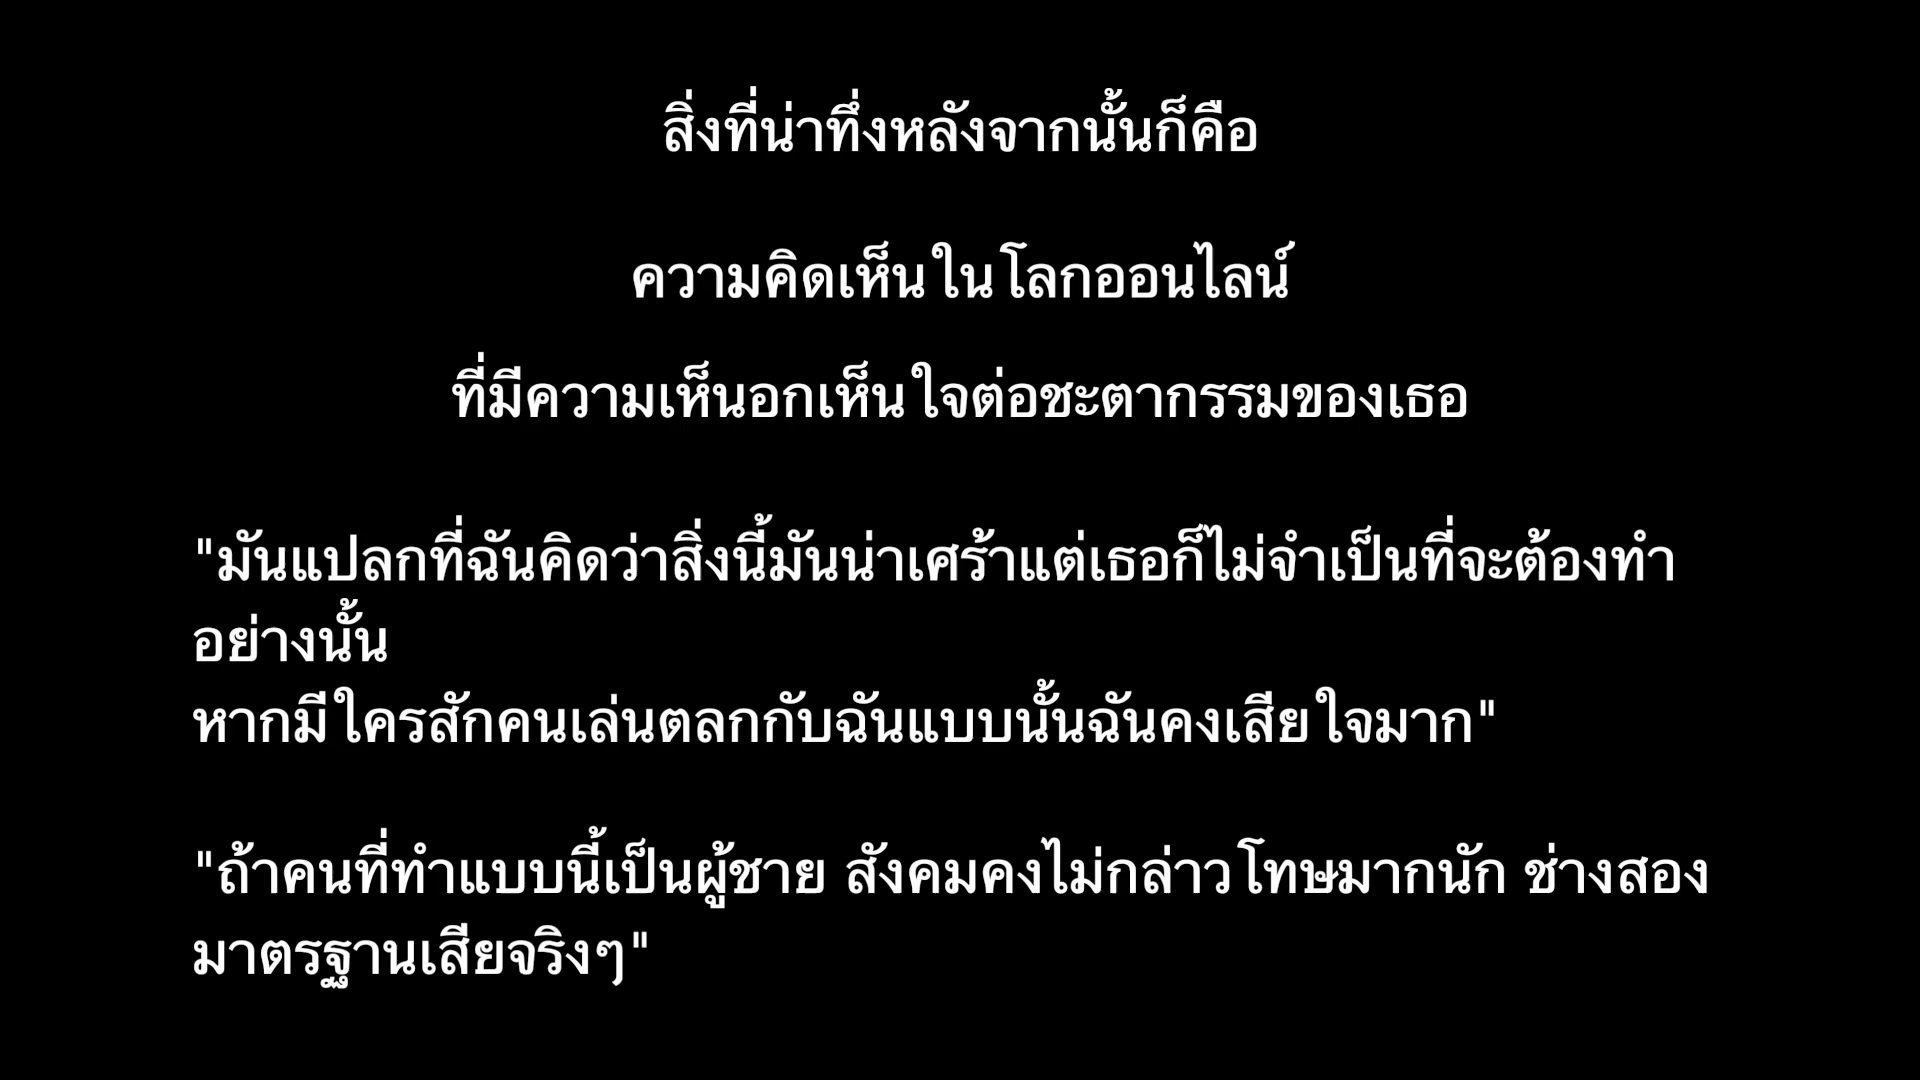 สิ่งที่น่าทึ่งหลังจากนั้นก็คือ
ความคิดเห็นในโลกออนไลน์
ที่มีความเห็นอกเห็นใจต่อชะตากรรมของเธอ
"มันแปลกที่ฉันคิดว่าสิ่งนี้มันน่าเศร้าแต่เธอก็ไม่จำเป็นที่จะต้องทำ
อย่างนั้น
หากมีใครสักคนเล่นตลกกับฉันแบบนั้นฉันคงเสียใจมาก"
"ถ้าคนที่ทำแบบนี้เป็นผู้ชาย สังคมคงไม่กล่าวโทษมากนัก ช่างสอง
มาตรฐานเสียจริงๆ"